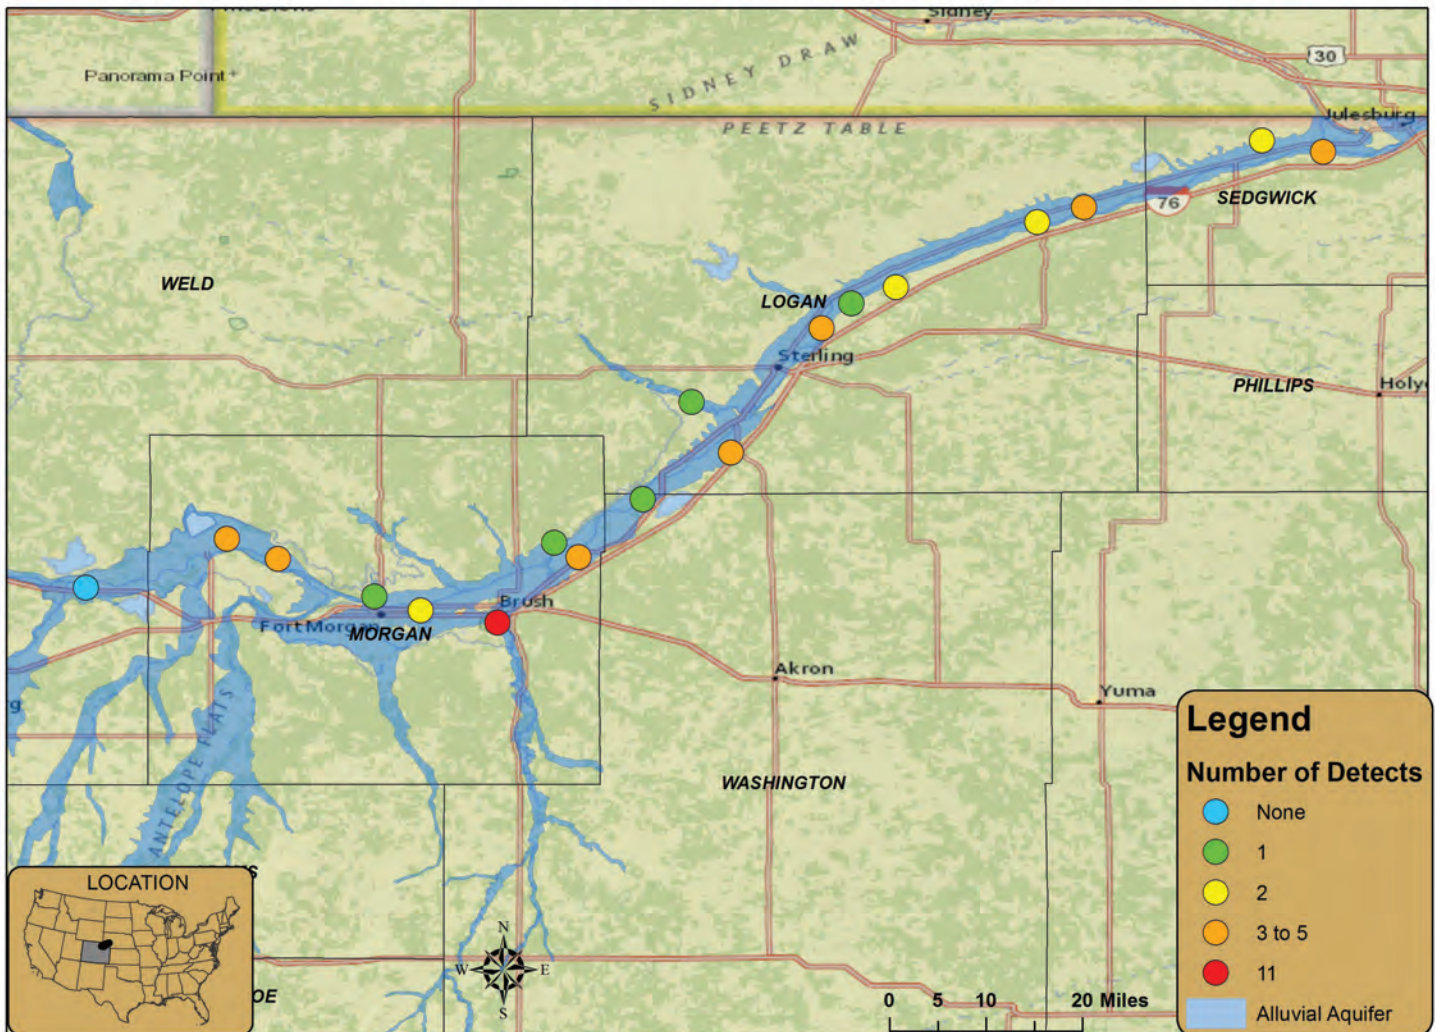 Sidney
30
Panorama Point
SIDNEY DRAW
Julesburg
PEETZ TABLE
76
SEDGWICK
WELD
LOGAN
Sterling
PHILLIPS
Brush
Fort Morgan
MORGAN
Akron
Yuma
ANTELOPE FLATS
WASHINGTON
Legend
Number of Detects
None
1
2
3 to 5
11
Alluvial Aquifer
LOCATION
N
W E
S
OE
0 5 10 20 Miles